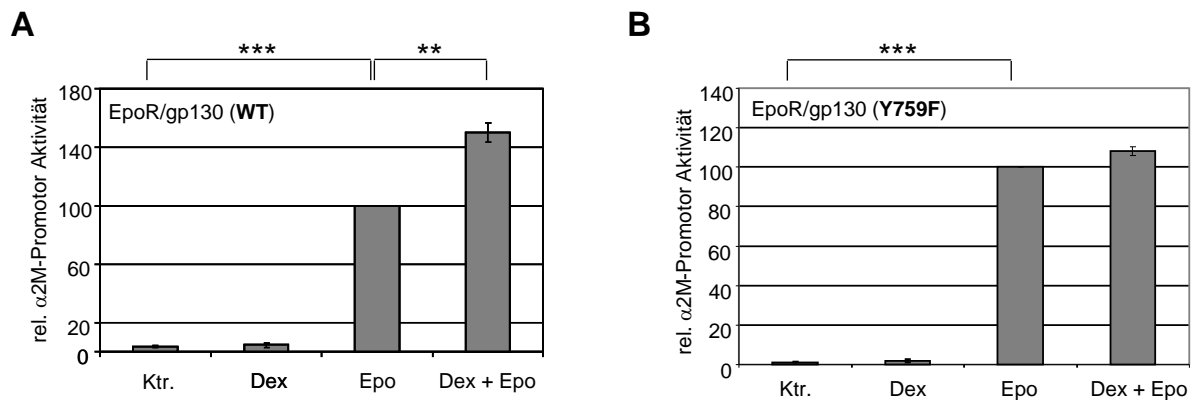 A
*** **
EpoR/gp130 (WT)
rel. α2M-Promotor Aktivität
180
140
100
60
20
0
Ktr. Dex Epo Dex + Epo
B
***
EpoR/gp130 (Y759F)
rel. α2M-Promotor Aktivität
140
120
100
80
60
40
20
0
Ktr. Dex Epo Dex + Epo